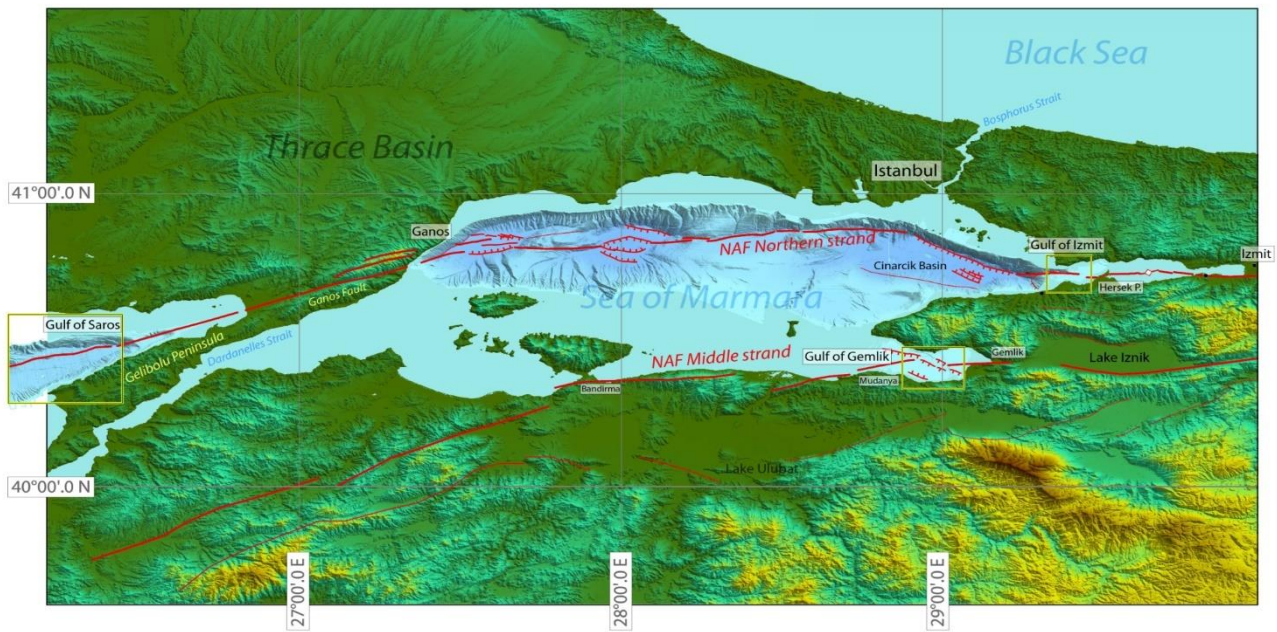 Black Sea
Bosphorus Strait
Thrace Basin
Istanbul
41°00'.0 N
Ganos
NAF Northern strand
Gulf of Izmit
Izmit
Cinarcik Basin
Hersek P.
Ganos Fault
Sea of Marmara
Gulf of Saros
Gelibolu Peninsula
Dardanelles Strait
NAF Middle strand
Gulf of Gemlik
Gemlik
Lake Iznik
Bandirma
Mudanya
Lake Ulubat
40°00'.0 N
27°00'.0 E
28°00'.0 E
29°00'.0 E